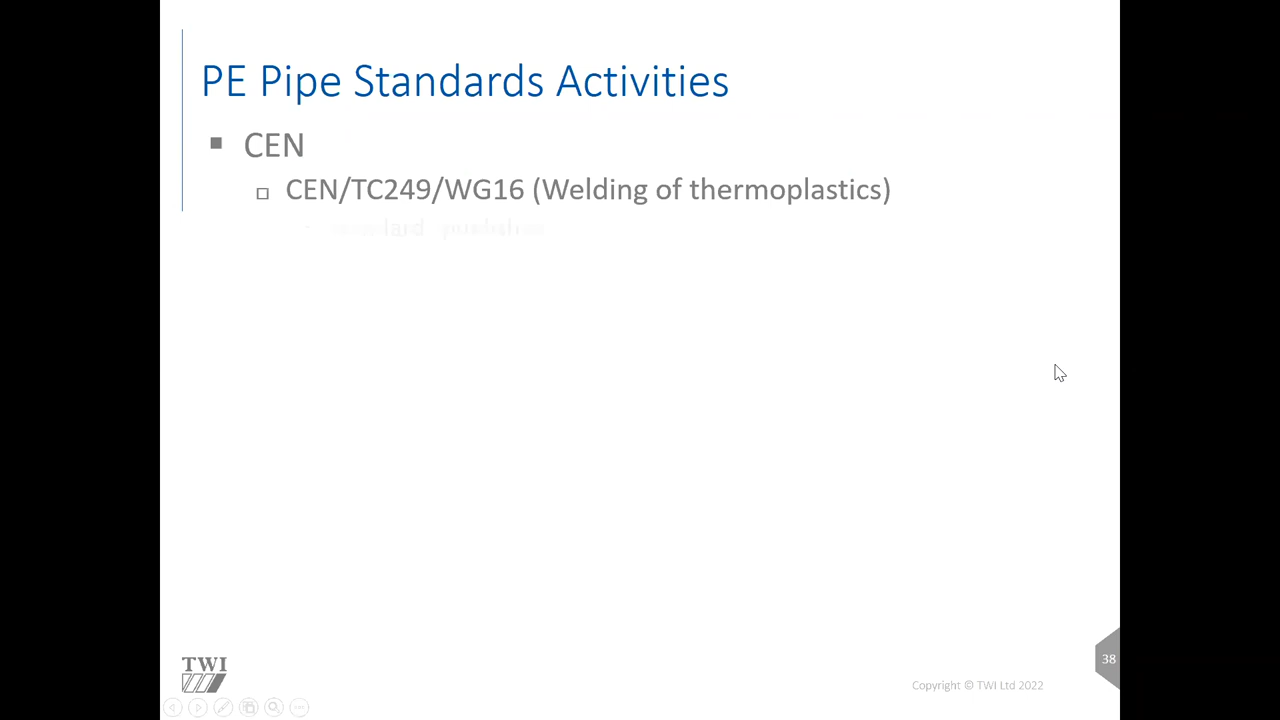 PE Pipe Standards Activities
CEN
CEN/TC249/WG16 (Welding of thermoplastics)
38
TWI
Copyright © TWI Ltd 2022